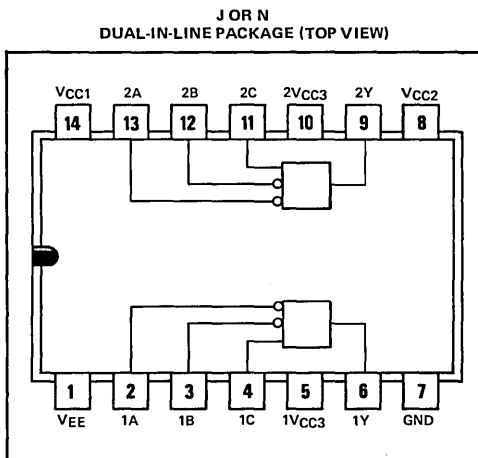 J OR N
DUAL-IN-LINE PACKAGE (TOP VIEW)
VCC1 2A 2B 2C 2VCC3 2Y VCC2
14 13 12 11 10 9 8
1 2 3 4 5 6 7
VEE 1A 1B 1C 1VCC3 1Y GND